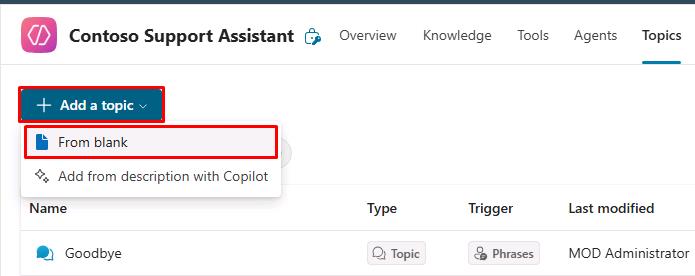 Contoso Support Assistant Overview Knowledge Tools Agents Topics
Add a topic
From blank
Add from description with Copilot
Name Type Trigger Last modified
Goodbye Topic Phrases MOD Administrator